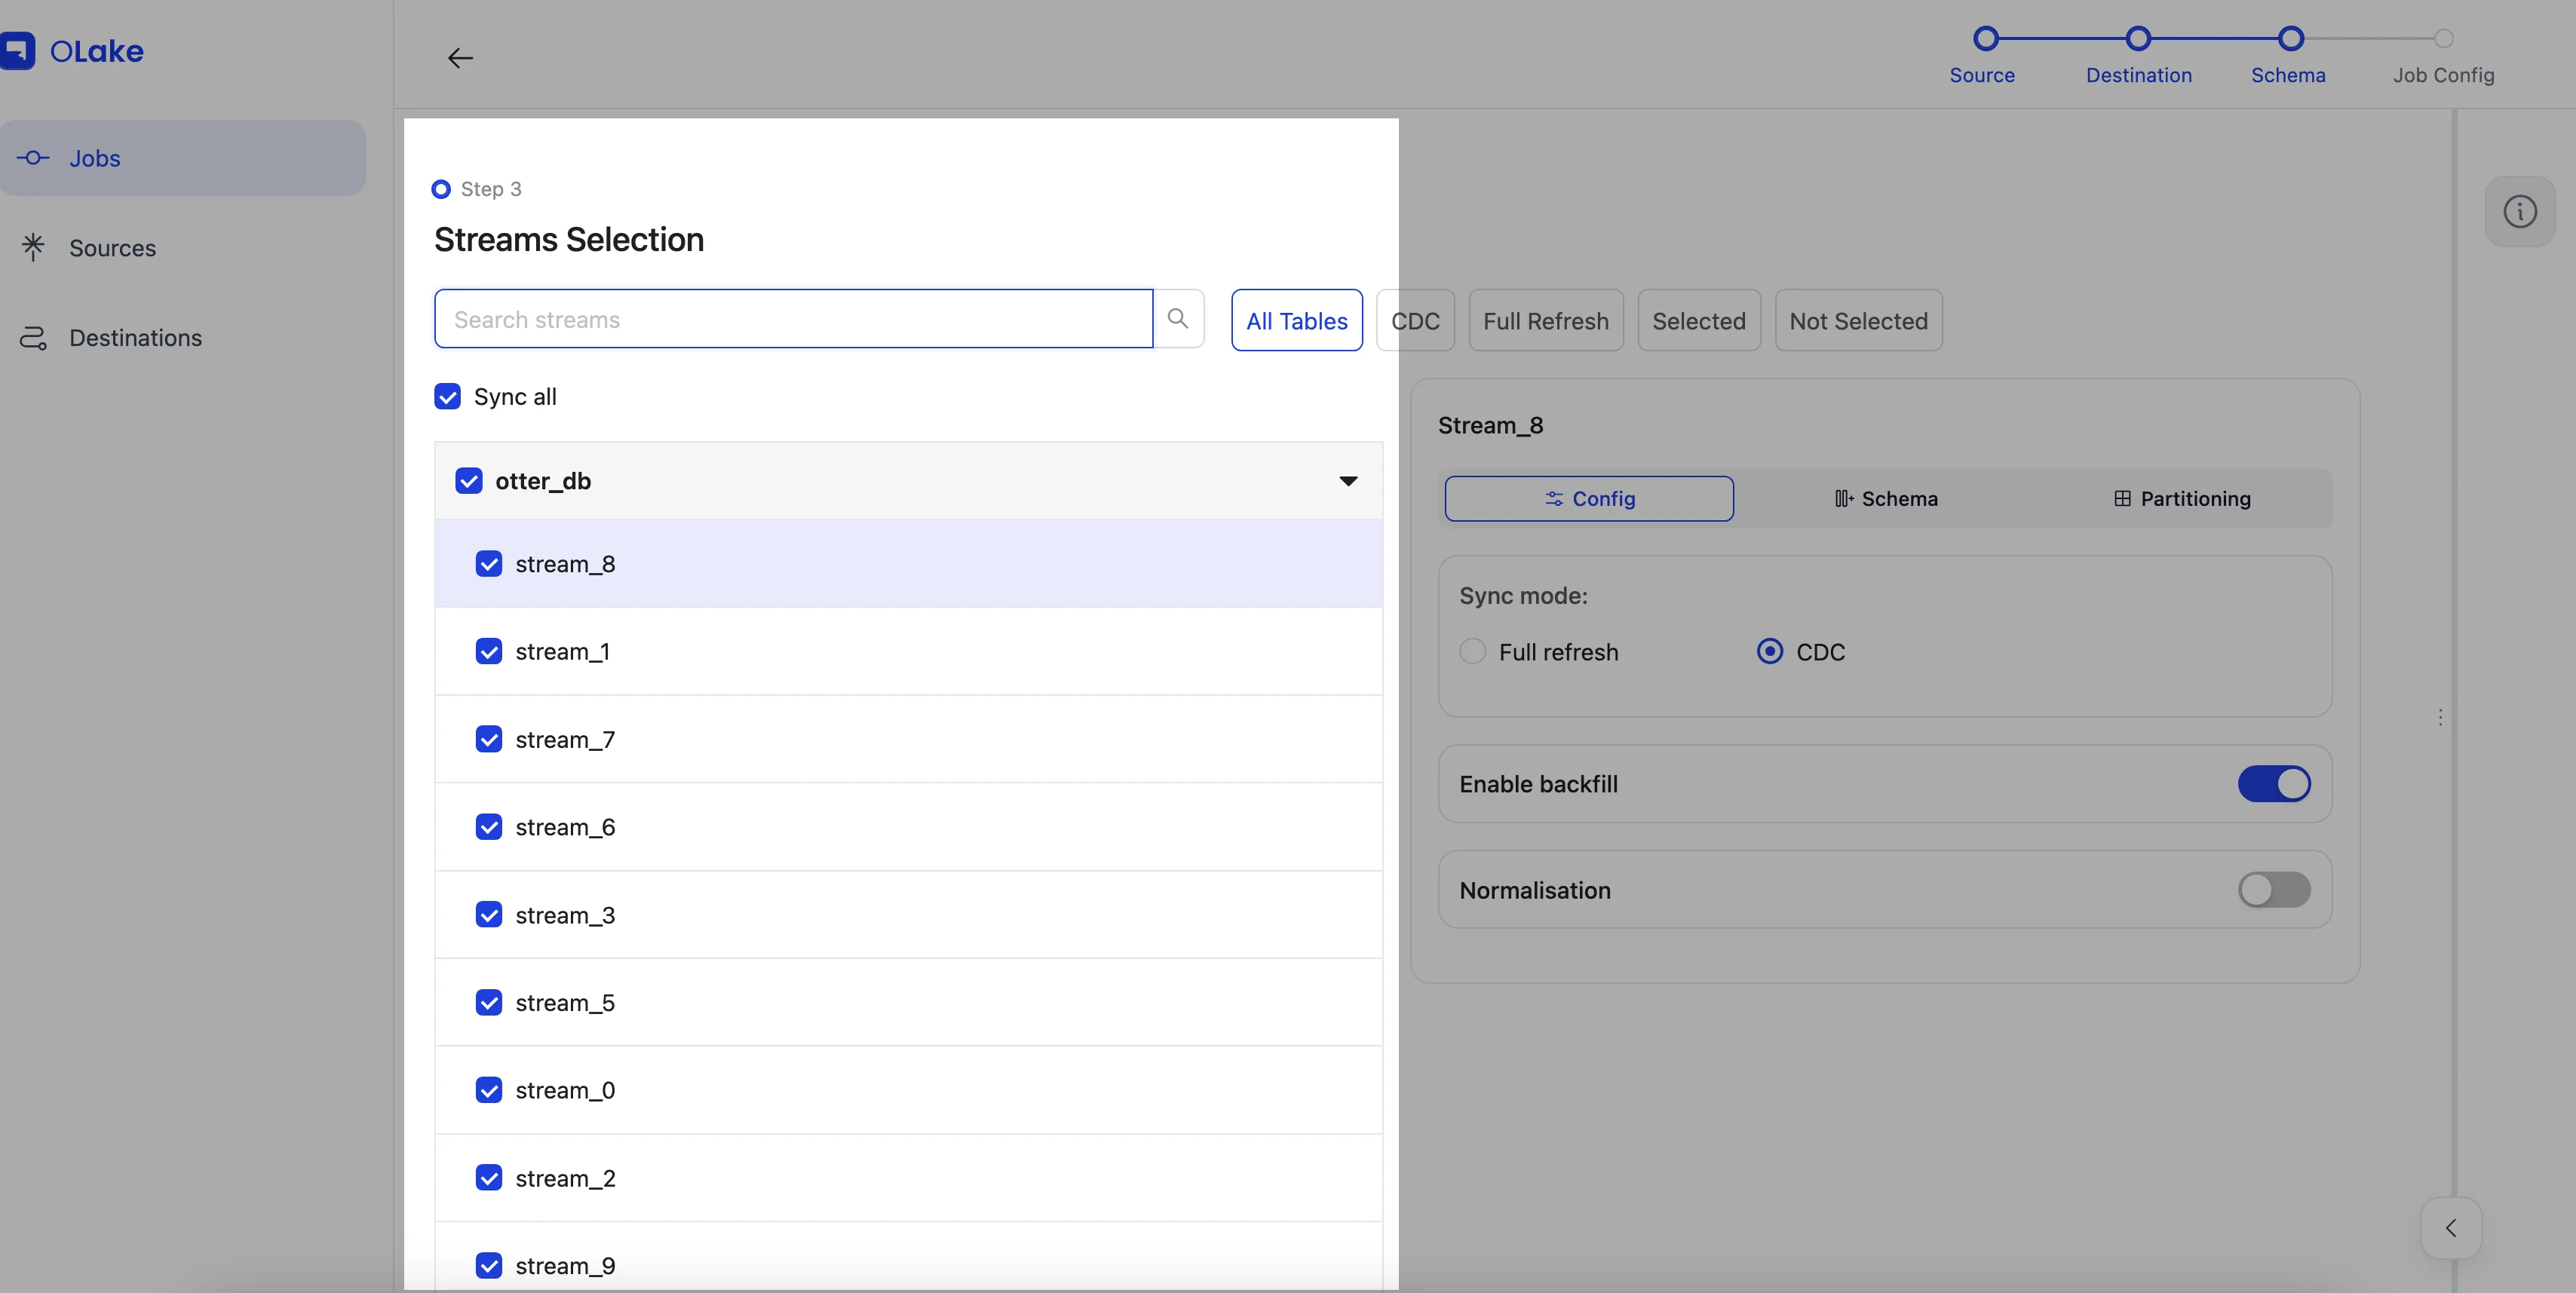 OLake
Source
Destination
Schema
Job Config
Jobs
Sources
Destinations
Step 3
Streams Selection
Search streams
All Tables
CDC
Full Refresh
Selected
Not Selected
Sync all
otter_db
stream_8
stream_1
stream_7
stream_6
stream_3
stream_5
stream_0
stream_2
stream_9
Stream_8
Config
Schema
Partitioning
Sync mode:
Full refresh
CDC
Enable backfill
Normalisation